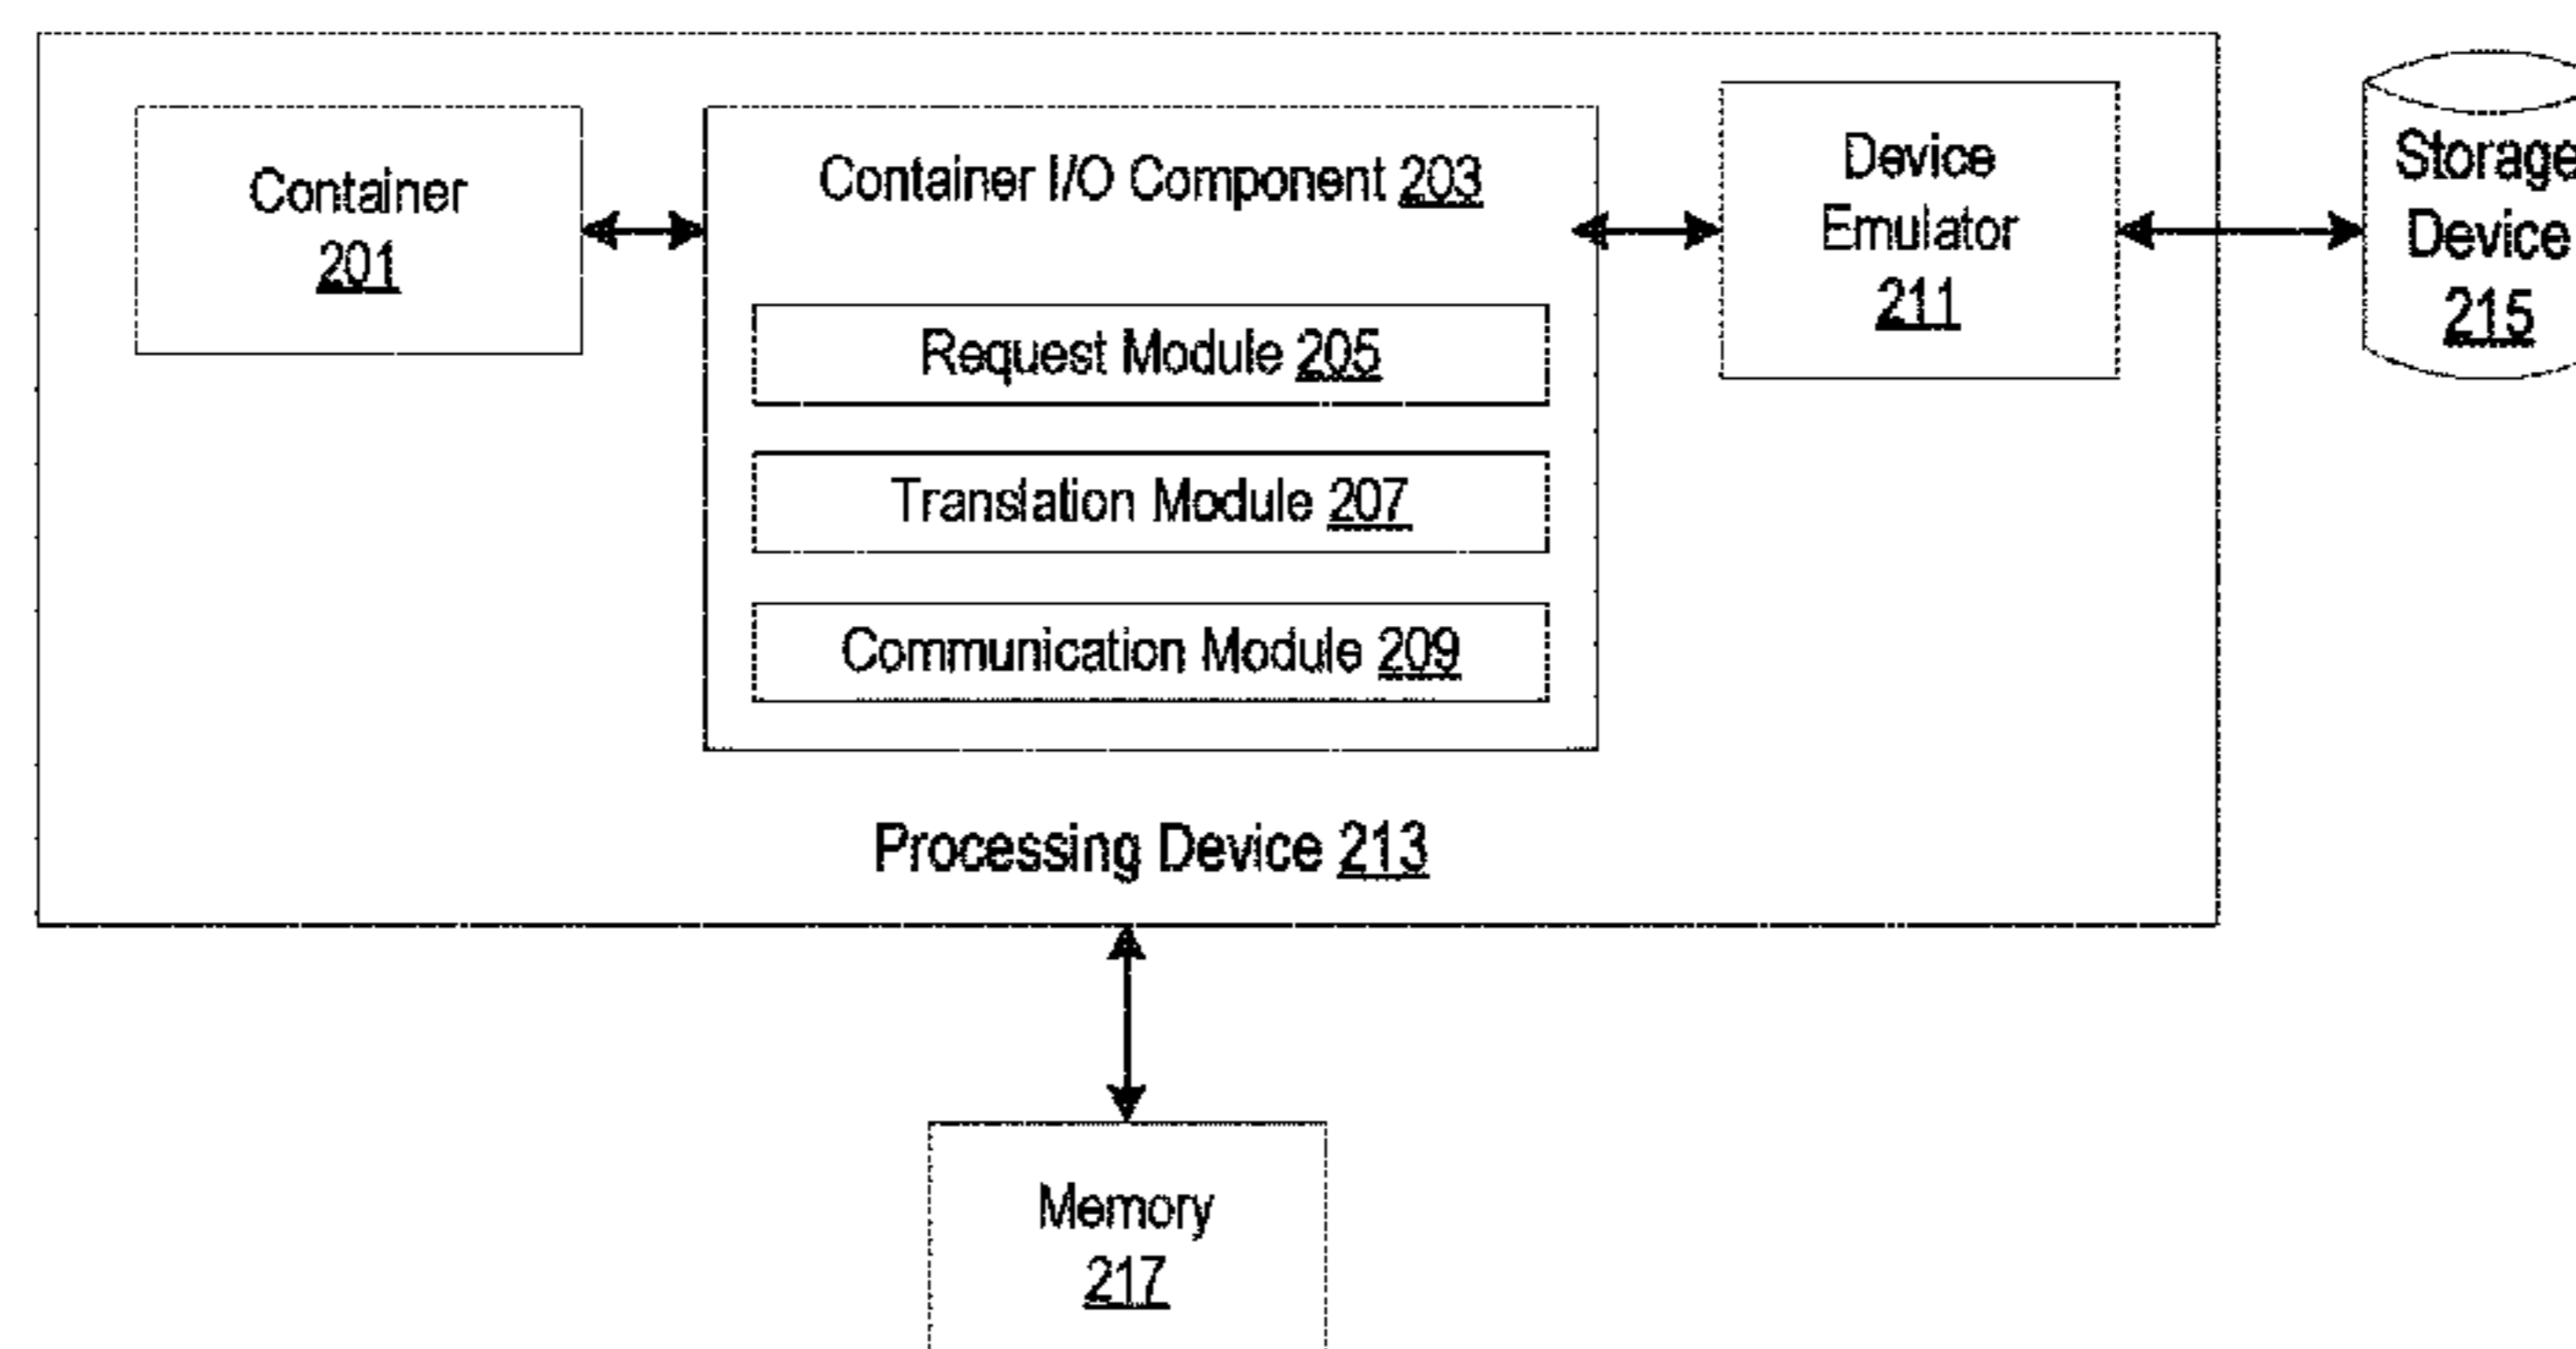 Container
201
Container I/O Component 203
Request Module 205
Translation Module 207
Communication Module 209
Device
Emulator
211
Storage
Device
215
Processing Device 213
Memory
217